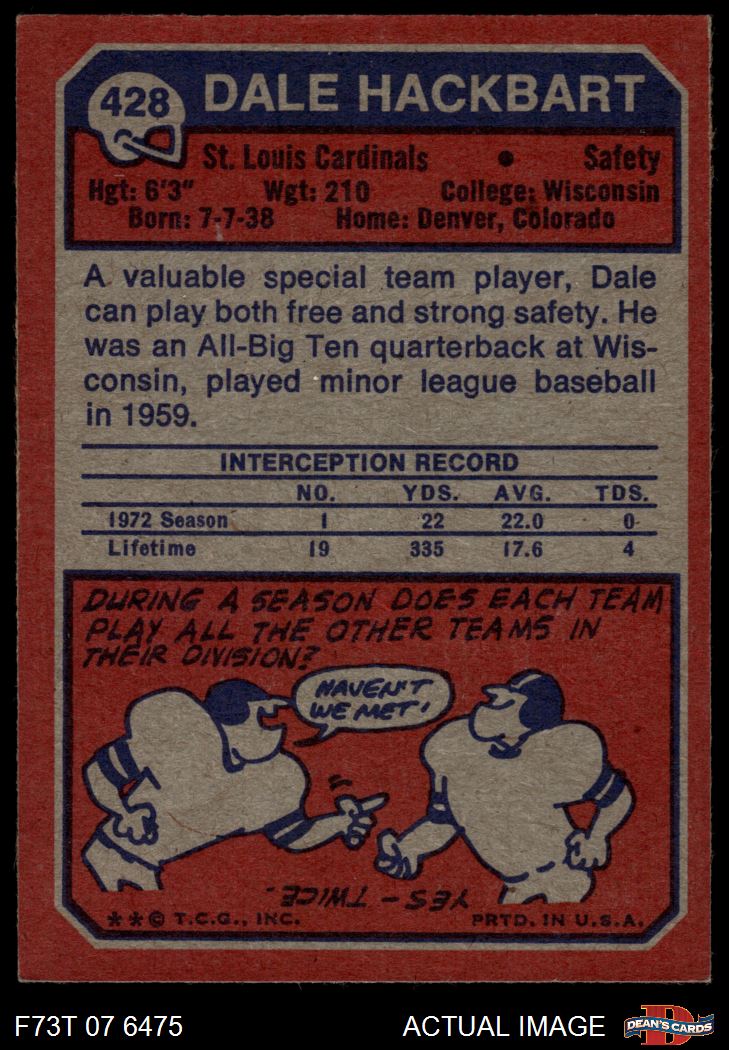 428
DALE HACKBART
St. Louis Cardinals • Safety
Hgt: 6'3" Wgt: 210 College: Wisconsin
Born: 7-7-38 Home: Denver, Colorado
A valuable special team player, Dale
can play both free and strong safety. He
was an All-Big Ten quarterback at Wis-
consin, played minor league baseball
in 1959.
INTERCEPTION RECORD
NO. YDS. AVG. TDS.
1972 Season 1 22 22.0 0
Lifetime 19 335 17.6 4
DURING A SEASON DOES EACH TEAM
PLAY ALL THE OTHER TEAMS IN
THEIR DIVISION?
HAVEN'T
WE MET!
YES - TWICE.
**© T.C.G., INC. PRTD. IN U.S.A.
F73T 07 6475 ACTUAL IMAGE
D
DEAN'S CARDS